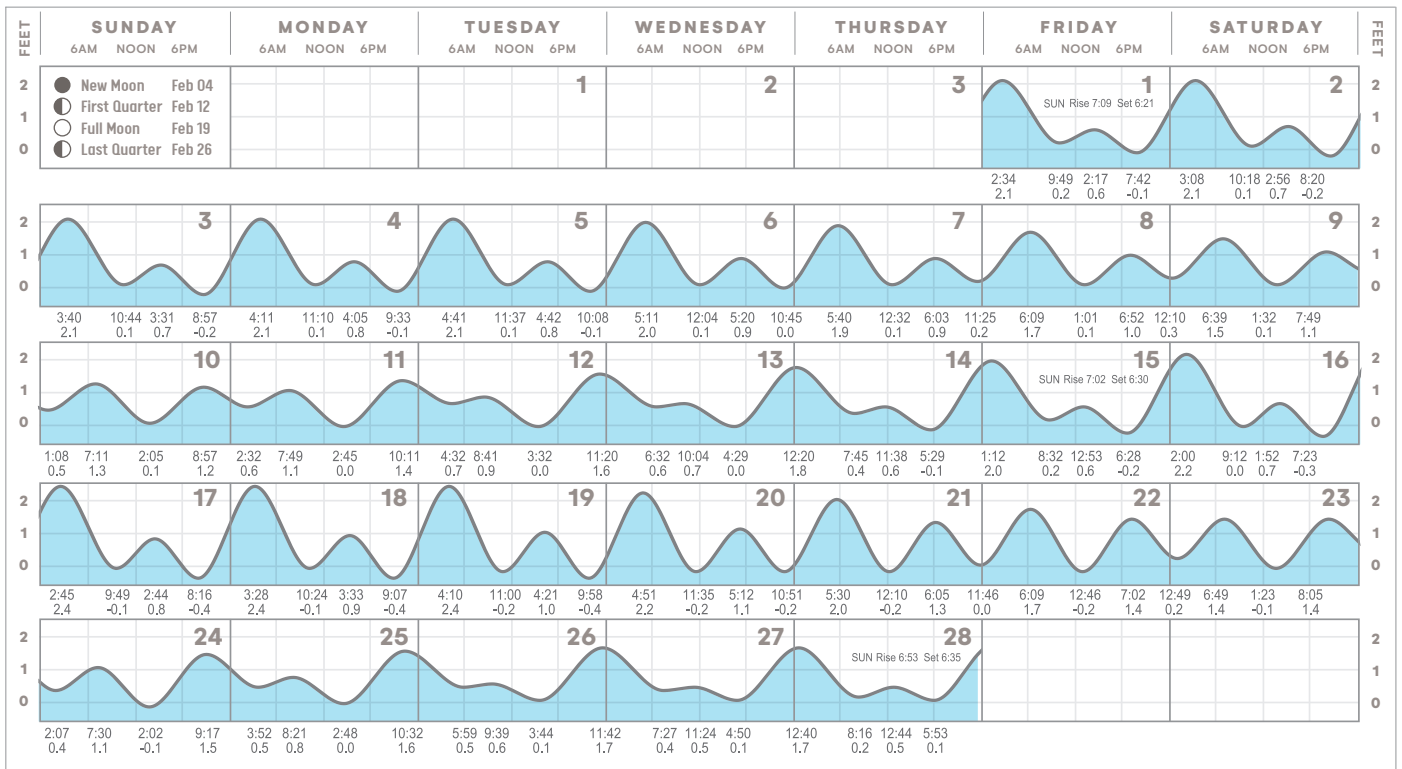 FEET SUNDAY MONDAY TUESDAY WEDNESDAY THURSDAY FRIDAY SATURDAY FEET
6AM NOON 6PM 6AM NOON 6PM 6AM NOON 6PM 6AM NOON 6PM 6AM NOON 6PM 6AM NOON 6PM 6AM NOON 6PM
1 2 3 1 2
2 New Moon Feb 04 2
SUN Rise 7:09 Set 6:21
First Quarter Feb 12
1 Full Moon Feb 19 1
0 Last Quarter Feb 26 0
2:34 9:49 2:17 7:42 3:08 10:18 2:56 8:20
2.1 0.2 0.6 -0.1 2.1 0.1 0.7 -0.2
2 3 4 5 6 7 8 9 2
1 1
0 0
3:40 10:44 3:31 8:57 4:11 11:10 4:05 9:33 4:41 11:37 4:42 10:08 5:11 12:04 5:20 10:45 5:40 12:32 6:03 11:25 6:09 1:01 6:52 12:10 6:39 1:32 7:49
2.1 0.1 0.7 -0.2 2.1 0.1 0.8 -0.1 2.1 0.1 0.8 -0.1 2.0 0.1 0.9 0.0 1.9 0.1 0.9 0.2 1.7 0.1 1.0 0.3 1.5 0.1 1.1
2 10 11 12 13 14 15 16 2
SUN Rise 7:02 Set 6:30
1 1
0 0
1:08 7:11 2:05 8:57 2:32 7:49 2:45 10:11 4:32 8:41 3:32 11:20 6:32 10:04 4:29 12:20 7:45 11:38 5:29 1:12 8:32 12:53 6:28 2:00 9:12 1:52 7:23
0.5 1.3 0.1 1.2 0.6 1.1 0.0 1.4 0.7 0.9 0.0 1.6 0.6 0.7 0.0 1.8 0.4 0.6 -0.1 2.0 0.2 0.6 -0.2 2.2 0.0 0.7 -0.3
2 17 18 19 20 21 22 23 2
1 1
0 0
2:45 9:49 2:44 8:16 3:28 10:24 3:33 9:07 4:10 11:00 4:21 9:58 4:51 11:35 5:12 10:51 5:30 12:10 6:05 11:46 6:09 12:46 7:02 12:49 6:49 1:23 8:05
2.4 -0.1 0.8 -0.4 2.4 -0.1 0.9 -0.4 2.4 -0.2 1.0 -0.4 2.2 -0.2 1.1 -0.2 2.0 -0.2 1.3 0.0 1.7 -0.2 1.4 0.2 1.4 -0.1 1.4
2 24 25 26 27 28 2
SUN Rise 6:53 Set 6:35
1 1
0 0
2:07 7:30 2:02 9:17 3:52 8:21 2:48 10:32 5:59 9:39 3:44 11:42 7:27 11:24 4:50 12:40 8:16 12:44 5:53
0.4 1.1 -0.1 1.5 0.5 0.8 0.0 1.6 0.5 0.6 0.1 1.7 0.4 0.5 0.1 1.7 0.2 0.5 0.1